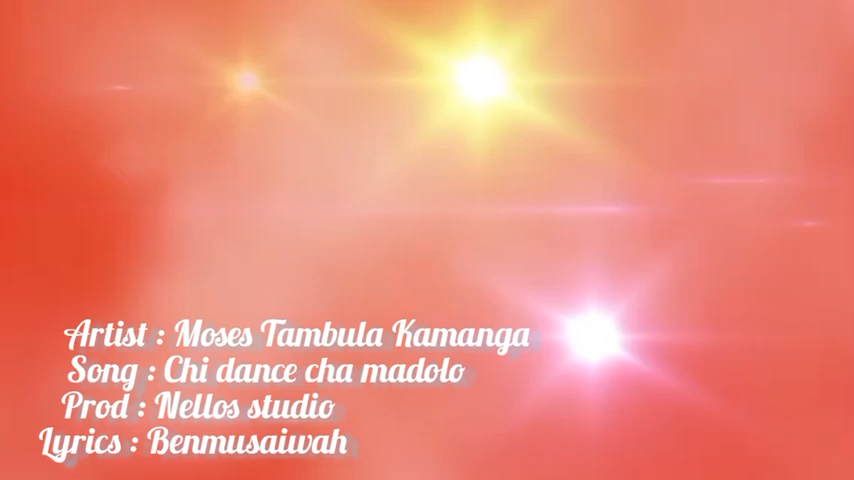 Artist : Moses Tambula Kamanga
Song : Chi dance cha madolo
Prod : Nellos studio
Lyrics : Benmusaiwah